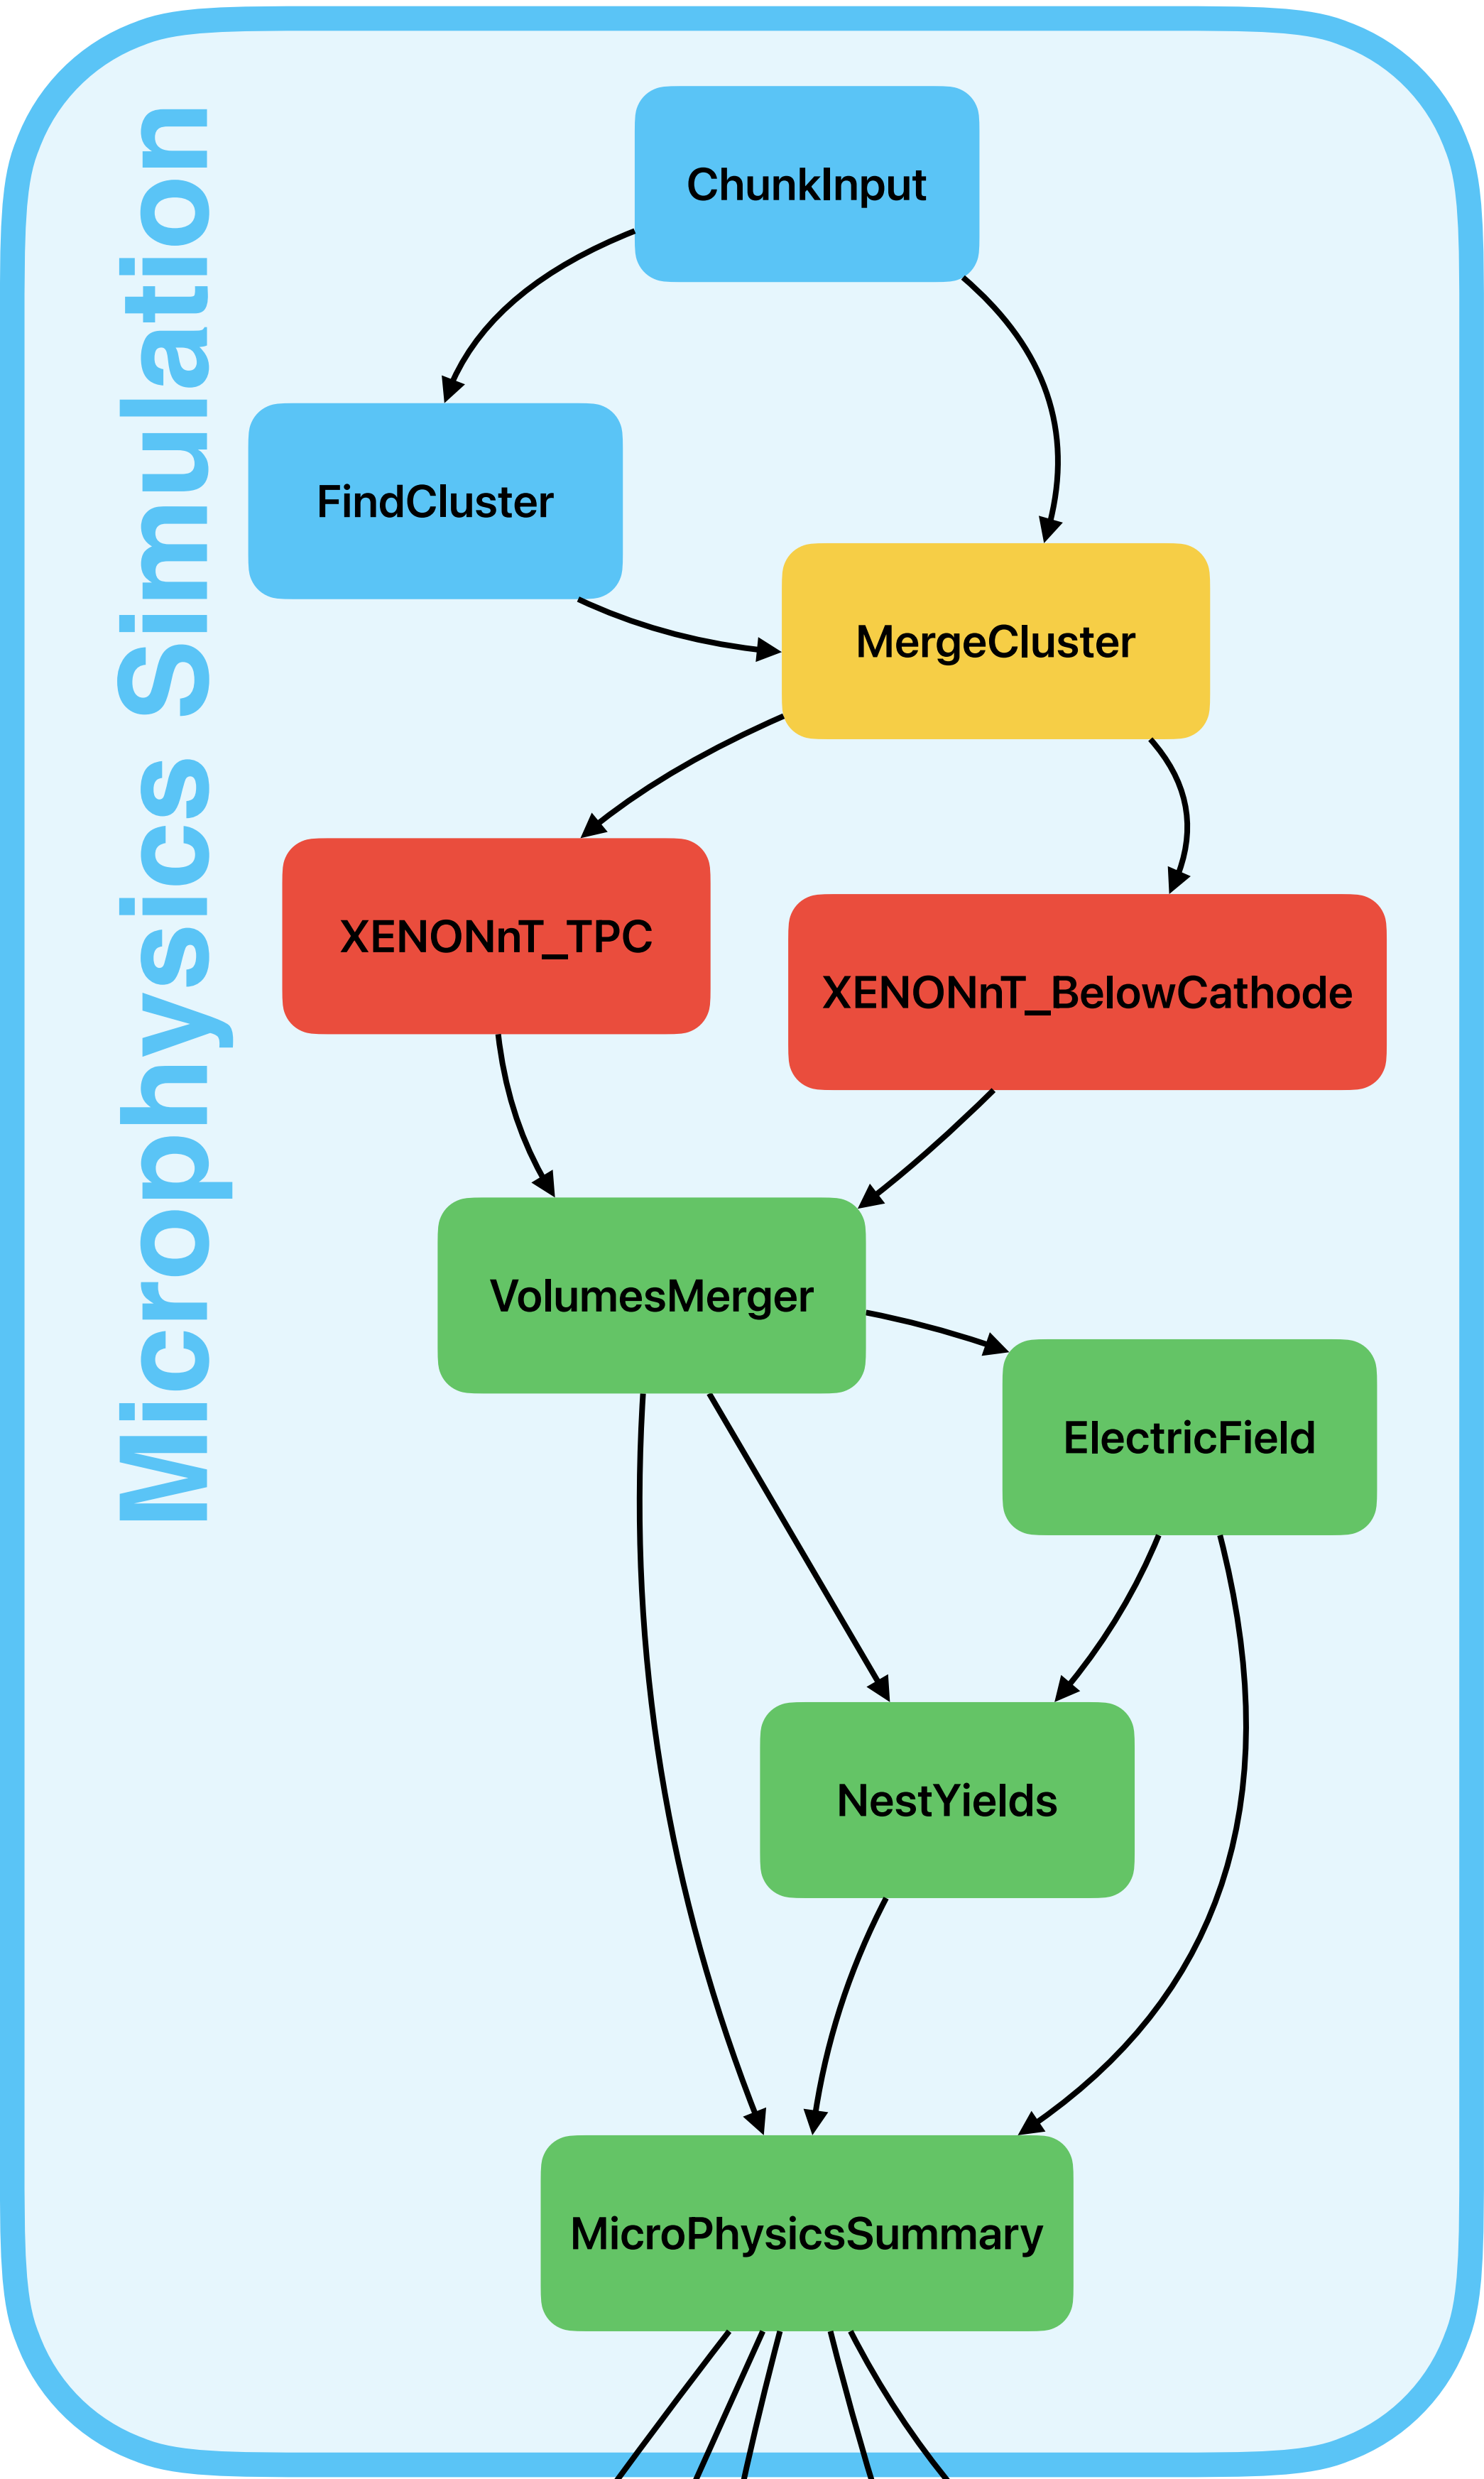 Microphysics Simulation
ChunkInput
FindCluster
MergeCluster
XENONnT_TPC
XENONnT_BelowCathode
VolumesMerger
ElectricField
NestYields
MicroPhysicsSummary